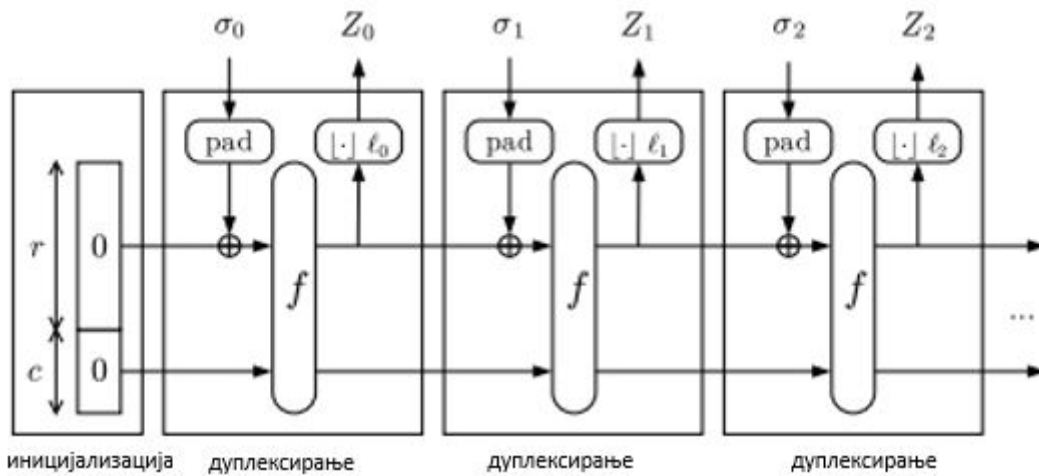 σ₀ Z₀ σ₁ Z₁ σ₂ Z₂
pad ⌊·⌋ ℓ₀ pad ⌊·⌋ ℓ₁ pad ⌊·⌋ ℓ₂
r 0
f f f
...
c 0
иницијализација дуплексирање дуплексирање дуплексирање